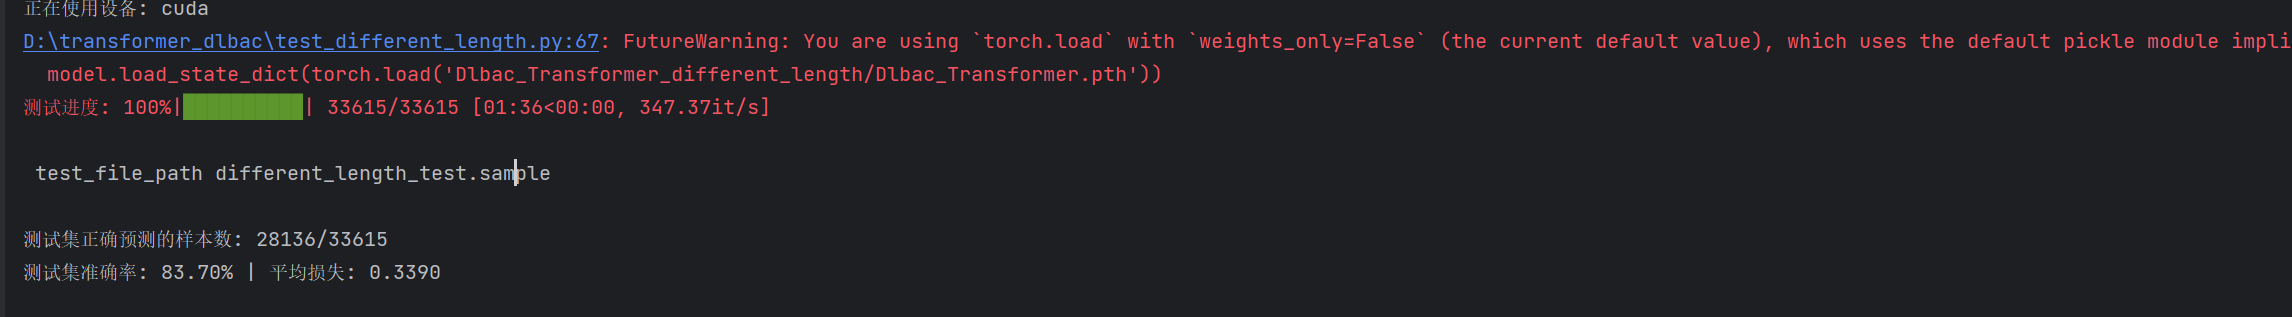 正在使用设备: cuda
D:\transformer_dlbac\test_different_length.py:67: FutureWarning: You are using `torch.load` with `weights_only=False` (the current default value), which uses the default pickle module impli
model.load_state_dict(torch.load('Dlbac_Transformer_different_length/Dlbac_Transformer.pth'))
测试进度: 100%|██████████| 33615/33615 [01:36<00:00, 347.37it/s]
test_file_path different_length_test.sample
测试集正确预测的样本数: 28136/33615
测试集准确率: 83.70% | 平均损失: 0.3390